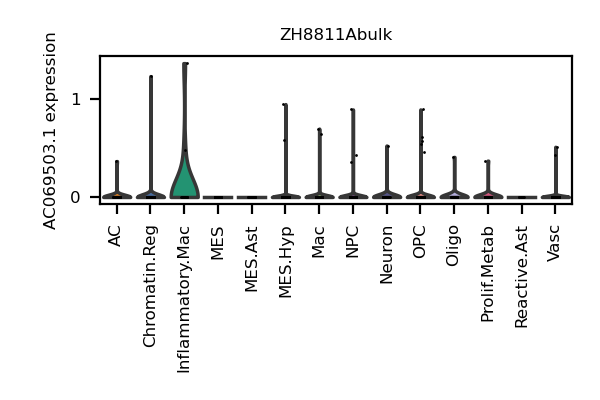 ZH8811Abulk
AC069503.1 expression
1
0
AC
Chromatin.Reg
Inflammatory.Mac
MES
MES.Ast
MES.Hyp
Mac
NPC
Neuron
OPC
Oligo
Prolif.Metab
Reactive.Ast
Vasc